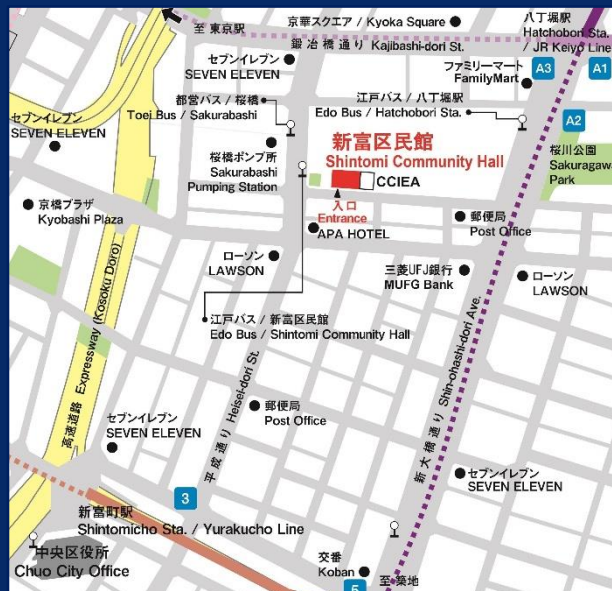 至 東京駅
京華スクエア / Kyoka Square
八丁堀駅
Hatchobori Sta.
/ JR Keiyo Line
鍛冶橋通り Kajibashi-dori St.
セブンイレブン
SEVEN ELEVEN
ファミリーマート
FamilyMart
A3
A1
都営バス / 桜橋
Toei Bus / Sakurabashi
江戸バス / 八丁堀駅
Edo Bus / Hatchobori Sta.
A2
セブンイレブン
SEVEN ELEVEN
桜橋ポンプ所
Sakurabashi
Pumping Station
新富区民館
Shintomi Community Hall
CCIEA
桜川公園
Sakuragawa
Park
入口
Entrance
京橋プラザ
Kyobashi Plaza
APA HOTEL
郵便局
Post Office
ローソン
LAWSON
三菱UFJ銀行
MUFG Bank
ローソン
LAWSON
江戸バス / 新富区民館
Edo Bus / Shintomi Community Hall
高速道路 Expressway (Kosoku Doro)
平成通り Heisei-dori St.
新大橋通り Shin-ohashi-dori Ave.
郵便局
Post Office
セブンイレブン
SEVEN ELEVEN
セブンイレブン
SEVEN ELEVEN
3
新富町駅
Shintomicho Sta. / Yurakucho Line
中央区役所
Chuo City Office
交番
Koban
5
至 築地